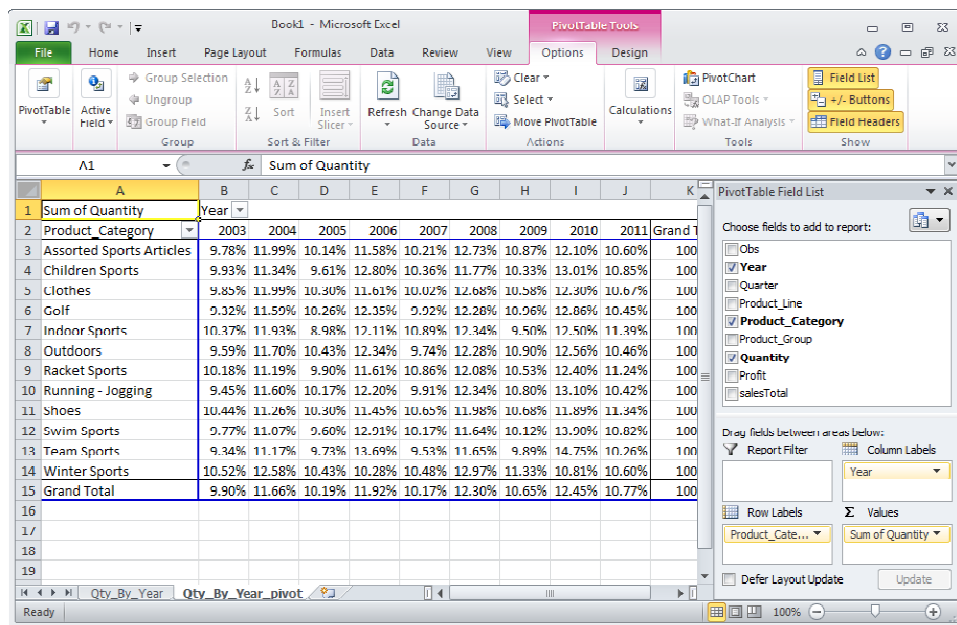 Book1 - Microsoft Excel
PivotTable Tools
File Home Insert Page Layout Formulas Data Review View Options Design
PivotTable
Active Field
Group Selection
Ungroup
Group Field
Group
Sort
Insert Slicer
Sort & Filter
Refresh
Change Data Source
Data
Clear
Select
Move PivotTable
Actions
Calculations
PivotChart
OLAP Tools
What-If Analysis
Tools
Field List
+/- Buttons
Field Headers
Show
A1 fx Sum of Quantity
A B C D E F G H I J K
1 Sum of Quantity Year
2 Product_Category 2003 2004 2005 2006 2007 2008 2009 2010 2011 Grand T
3 Assorted Sports Articles 9.78% 11.99% 10.14% 11.58% 10.21% 12.73% 10.87% 12.10% 10.60% 100
4 Children Sports 9.93% 11.34% 9.61% 12.80% 10.36% 11.77% 10.33% 13.01% 10.85% 100
5 Clothes 9.85% 11.99% 10.30% 11.61% 10.02% 12.68% 10.58% 12.30% 10.67% 100
6 Golf 9.32% 11.59% 10.26% 12.35% 9.92% 12.28% 10.96% 12.86% 10.45% 100
7 Indoor Sports 10.37% 11.93% 8.98% 12.11% 10.89% 12.34% 9.50% 12.50% 11.39% 100
8 Outdoors 9.59% 11.70% 10.43% 12.34% 9.74% 12.28% 10.90% 12.56% 10.46% 100
9 Racket Sports 10.18% 11.19% 9.90% 11.61% 10.86% 12.08% 10.53% 12.40% 11.24% 100
10 Running - Jogging 9.45% 11.60% 10.17% 12.20% 9.91% 12.34% 10.80% 13.10% 10.42% 100
11 Shoes 10.44% 11.26% 10.30% 11.45% 10.65% 11.98% 10.68% 11.89% 11.34% 100
12 Swim Sports 9.77% 11.07% 9.60% 12.91% 10.17% 11.64% 10.12% 13.90% 10.82% 100
13 Team Sports 9.34% 11.17% 9.73% 13.69% 9.53% 11.65% 9.89% 14.75% 10.26% 100
14 Winter Sports 10.52% 12.58% 10.43% 10.28% 10.48% 12.97% 11.33% 10.81% 10.60% 100
15 Grand Total 9.90% 11.66% 10.19% 11.92% 10.17% 12.30% 10.65% 12.45% 10.77% 100
16
17
18
19
PivotTable Field List
Choose fields to add to report:
Obs
Year
Quarter
Product_Line
Product_Category
Product_Group
Quantity
Profit
salesTotal
Drag fields between areas below:
Report Filter
Column Labels
Year
Row Labels
Σ Values
Product_Cate...
Sum of Quantity
Defer Layout Update
Update
Qty_By_Year Qty_By_Year_pivot
Ready 100%